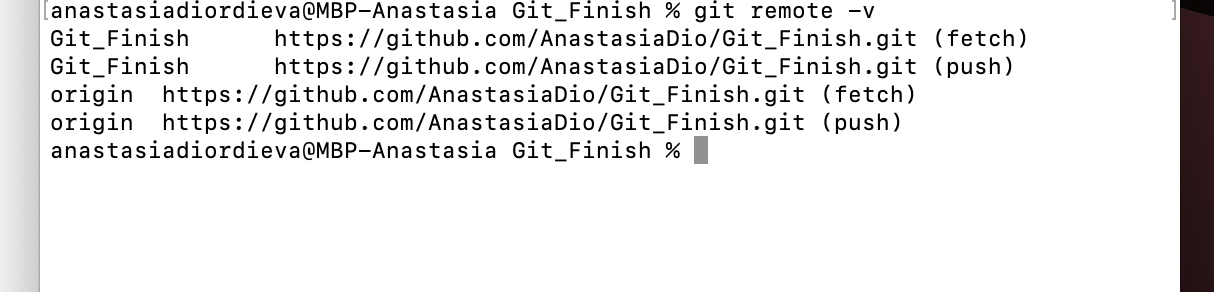 [anastasiadiordieva@MBP-Anastasia Git_Finish % git remote -v ]
Git_Finish      https://github.com/AnastasiaDio/Git_Finish.git (fetch)
Git_Finish      https://github.com/AnastasiaDio/Git_Finish.git (push)
origin  https://github.com/AnastasiaDio/Git_Finish.git (fetch)
origin  https://github.com/AnastasiaDio/Git_Finish.git (push)
anastasiadiordieva@MBP-Anastasia Git_Finish %